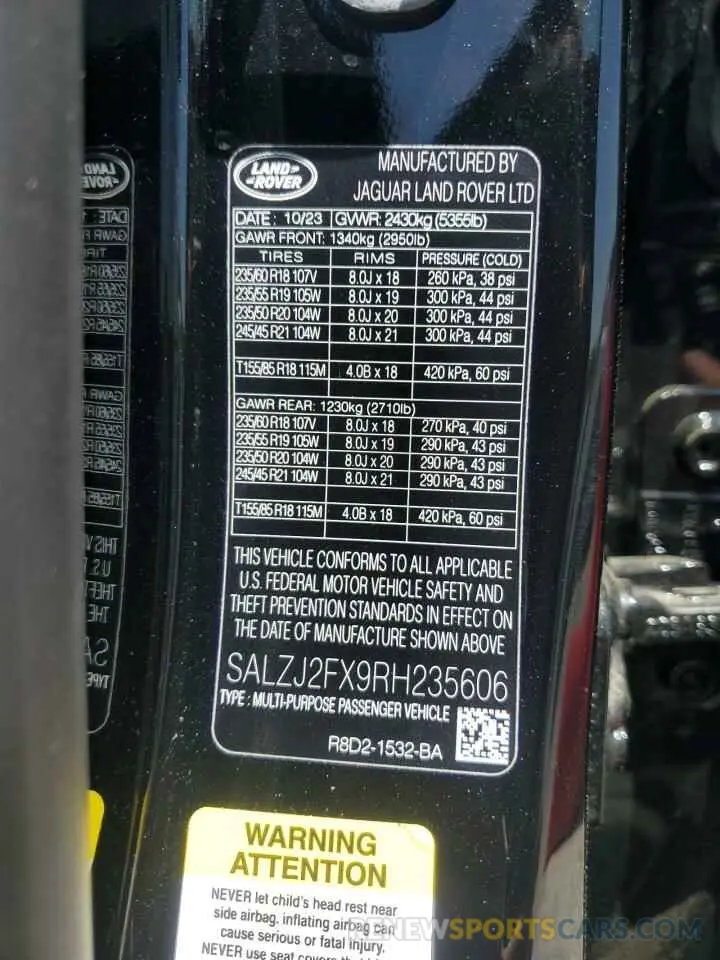 LAND ROVER
MANUFACTURED BY
JAGUAR LAND ROVER LTD
DATE : 10/23 GVWR: 2430kg (5355lb)
GAWR FRONT: 1340kg (2950lb)
TIRES RIMS PRESSURE (COLD)
235/60 R18 107V 8.0J x 18 260 kPa, 38 psi
235/55 R19 105W 8.0J x 19 300 kPa, 44 psi
235/50 R20 104W 8.0J x 20 300 kPa, 44 psi
245/45 R21 104W 8.0J x 21 300 kPa, 44 psi
T155/85 R18 115M 4.0B x 18 420 kPa, 60 psi
GAWR REAR: 1230kg (2710lb)
235/60 R18 107V 8.0J x 18 270 kPa, 40 psi
235/55 R19 105W 8.0J x 19 290 kPa, 43 psi
235/50 R20 104W 8.0J x 20 290 kPa, 43 psi
245/45 R21 104W 8.0J x 21 290 kPa, 43 psi
T155/85 R18 115M 4.0B x 18 420 kPa, 60 psi
THIS VEHICLE CONFORMS TO ALL APPLICABLE
U.S. FEDERAL MOTOR VEHICLE SAFETY AND
THEFT PREVENTION STANDARDS IN EFFECT ON
THE DATE OF MANUFACTURE SHOWN ABOVE
SALZJ2FX9RH235606
TYPE : MULTI-PURPOSE PASSENGER VEHICLE
R8D2-1532-BA
WARNING
ATTENTION
NEVER let child's head rest near
side airbag. inflating airbag can
cause serious or fatal injury.
NEVER use seat covers that
RENEWSPORTSCARS.COM